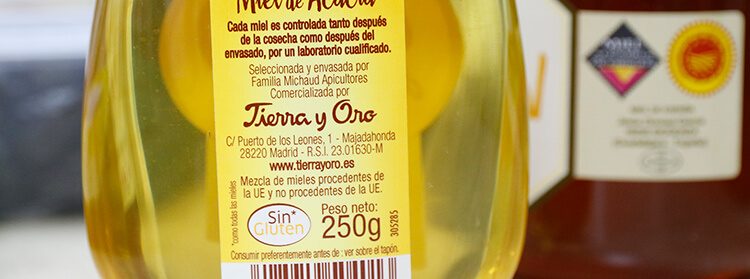 Miel de Acacia
Cada miel es controlada tanto después
de la cosecha como después del
envasado, por un laboratorio cualificado.
Seleccionada y envasada por
Familia Michaud Apicultores
Comercializada por
Tierra y Oro
C/ Puerto de los Leones, 1 - Majadahonda
28220 Madrid - R.S.I. 23.01630-M
www.tierrayoro.es
Mezcla de mieles procedentes de
la UE y no procedentes de la UE.
*como todas las mieles
Sin*
Gluten
Peso neto:
250g
305285
Consumir preferentemente antes de : ver sobre el tapón.
MIEL